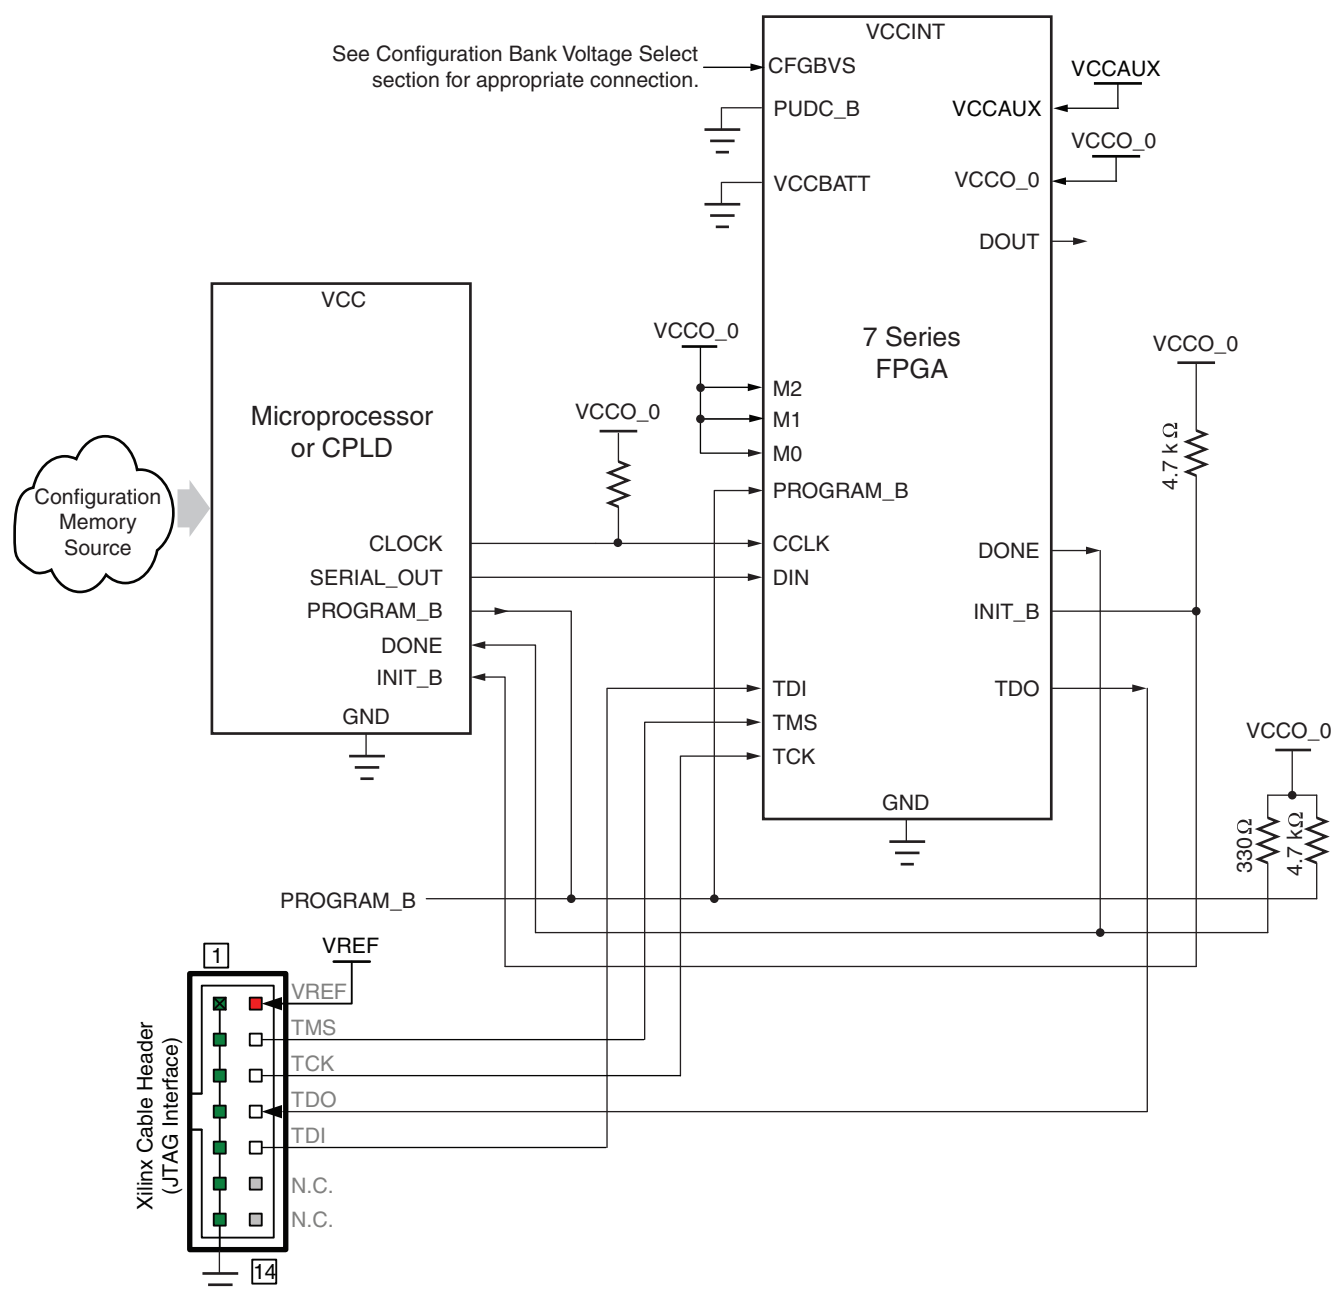 VCCINT
See Configuration Bank Voltage Select
section for appropriate connection.
CFGBVS
VCCAUX
PUDC_B
VCCAUX
VCCO_0
VCCBATT
VCCO_0
DOUT
VCC
VCCO_0
7 Series
FPGA
VCCO_0
M2
Microprocessor
or CPLD
VCCO_0
M1
M0
4.7 k Ω
Configuration
Memory
Source
PROGRAM_B
CLOCK
CCLK
DONE
SERIAL_OUT
DIN
PROGRAM_B
INIT_B
DONE
INIT_B
TDI
TDO
GND
TMS
VCCO_0
TCK
GND
330Ω
4.7 kΩ
PROGRAM_B
1
VREF
VREF
TMS
TCK
TDO
TDI
N.C.
N.C.
Xilinx Cable Header
(JTAG Interface)
14